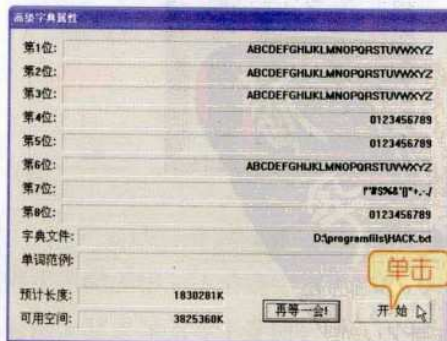 高级字典属性
第1位: ABCDEFGHIJKLMNOPQRSTUVWXYZ
第2位: ABCDEFGHIJKLMNOPQRSTUVWXYZ
第3位: ABCDEFGHIJKLMNOPQRSTUVWXYZ
第4位: 0123456789
第5位: 0123456789
第6位: ABCDEFGHIJKLMNOPQRSTUVWXYZ
第7位: !"#$%&'()*+,-./
第8位: 0123456789
字典文件: D:\programfils\HACK.txt
单词范例:
单击
预计长度: 1830281K
再等一会! 开始
可用空间: 3825360K